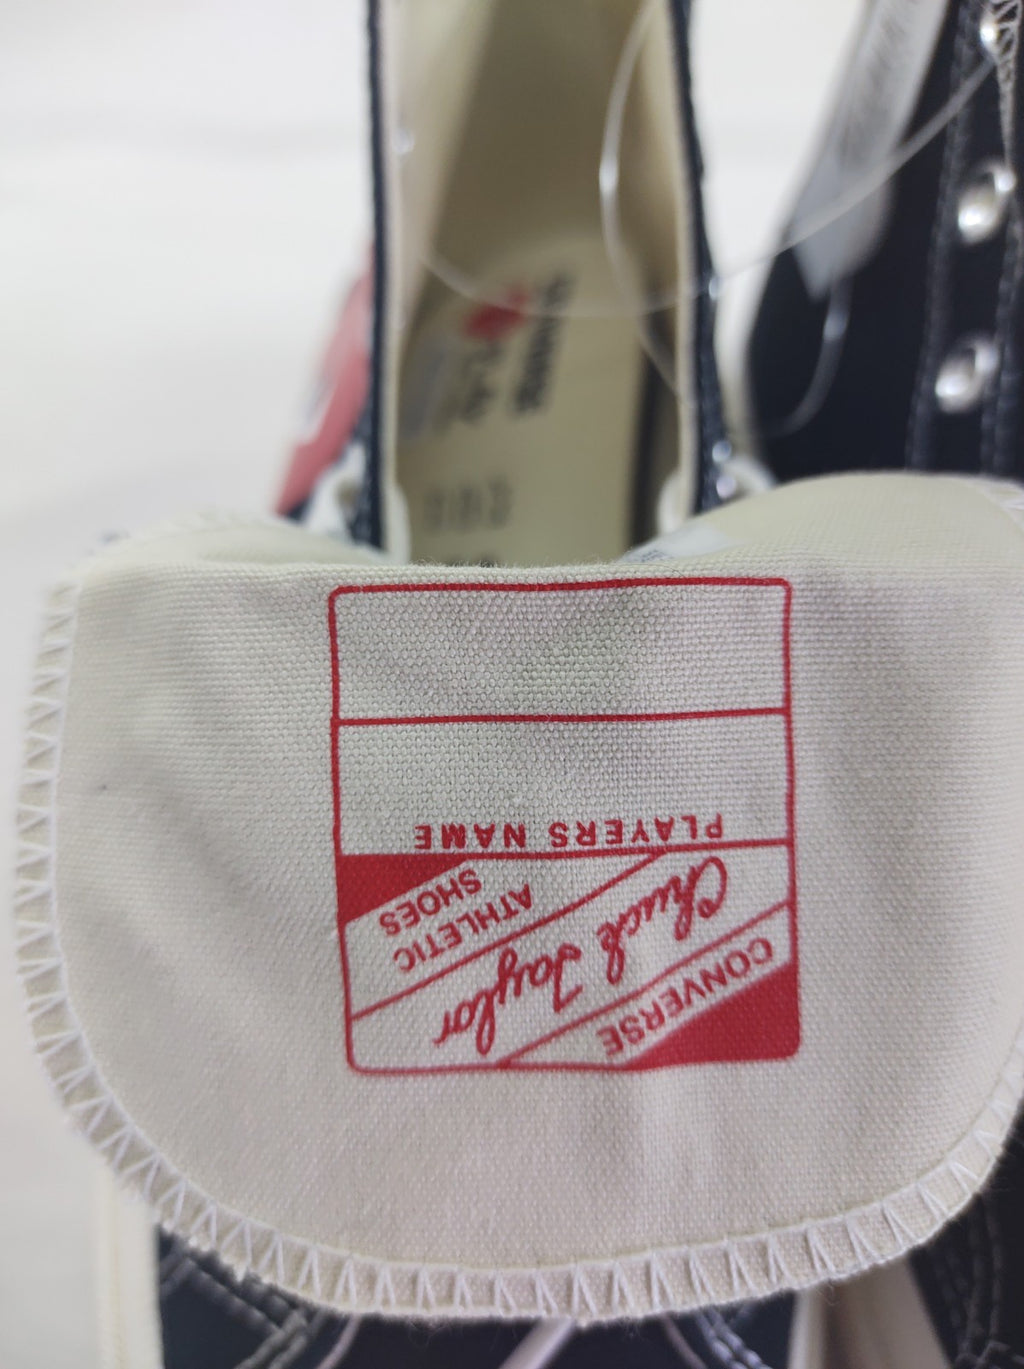 CONVERSE
Chuck Taylor
ATHLETIC
SHOES
PLAYERS NAME